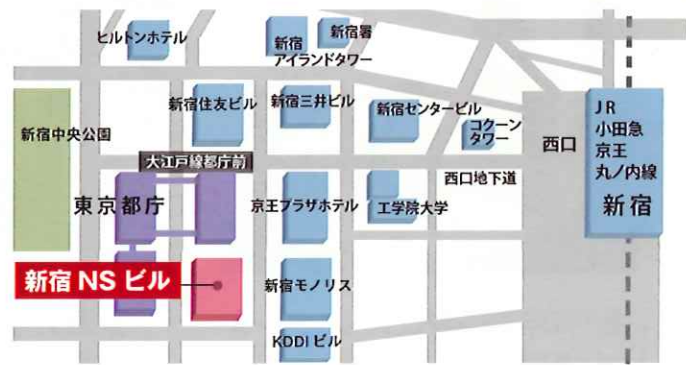 ヒルトンホテル
新宿
アイランドタワー
新宿署
新宿中央公園
新宿住友ビル
新宿三井ビル
新宿センタービル
コクーン
タワー
西口
JR
小田急
京王
丸ノ内線
新宿
大江戸線都庁前
西口地下道
東京都庁
京王プラザホテル
工学院大学
新宿 NS ビル
新宿モノリス
KDDI ビル